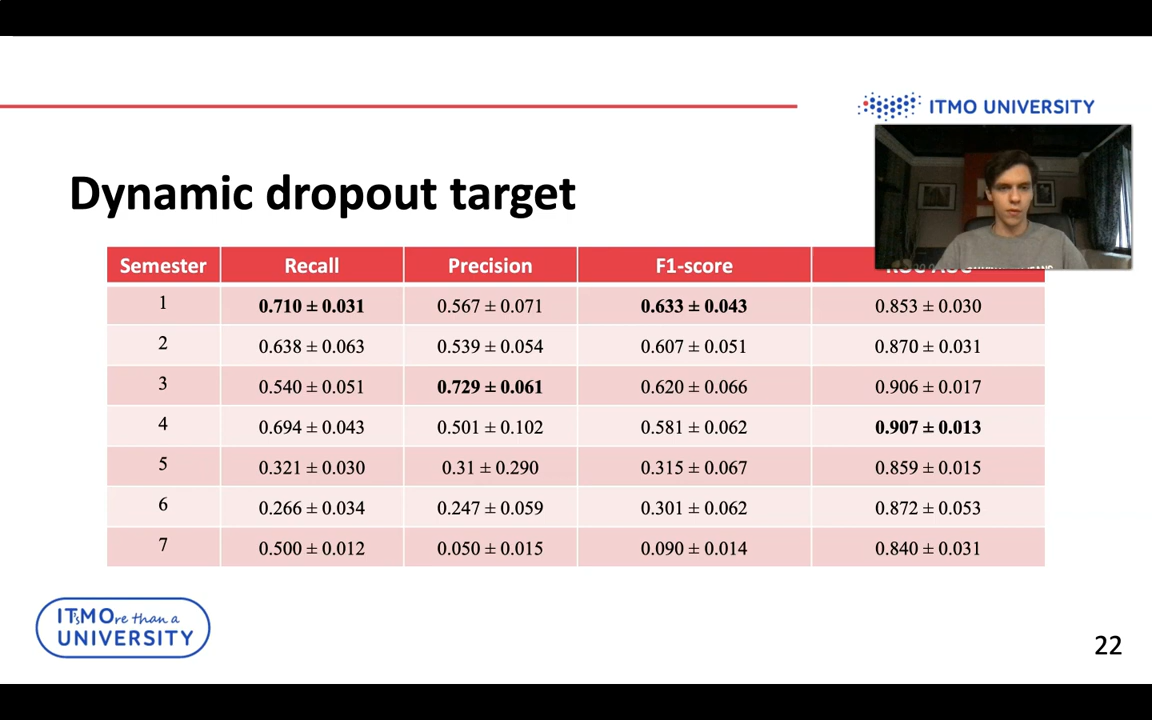 ITMO UNIVERSITY
Dynamic dropout target
Semester Recall Precision F1-score
1 0.710 ± 0.031 0.567 ± 0.071 0.633 ± 0.043 0.853 ± 0.030
2 0.638 ± 0.063 0.539 ± 0.054 0.607 ± 0.051 0.870 ± 0.031
3 0.540 ± 0.051 0.729 ± 0.061 0.620 ± 0.066 0.906 ± 0.017
4 0.694 ± 0.043 0.501 ± 0.102 0.581 ± 0.062 0.907 ± 0.013
5 0.321 ± 0.030 0.31 ± 0.290 0.315 ± 0.067 0.859 ± 0.015
6 0.266 ± 0.034 0.247 ± 0.059 0.301 ± 0.062 0.872 ± 0.053
7 0.500 ± 0.012 0.050 ± 0.015 0.090 ± 0.014 0.840 ± 0.031
IT'sMOre than a
UNIVERSITY
22